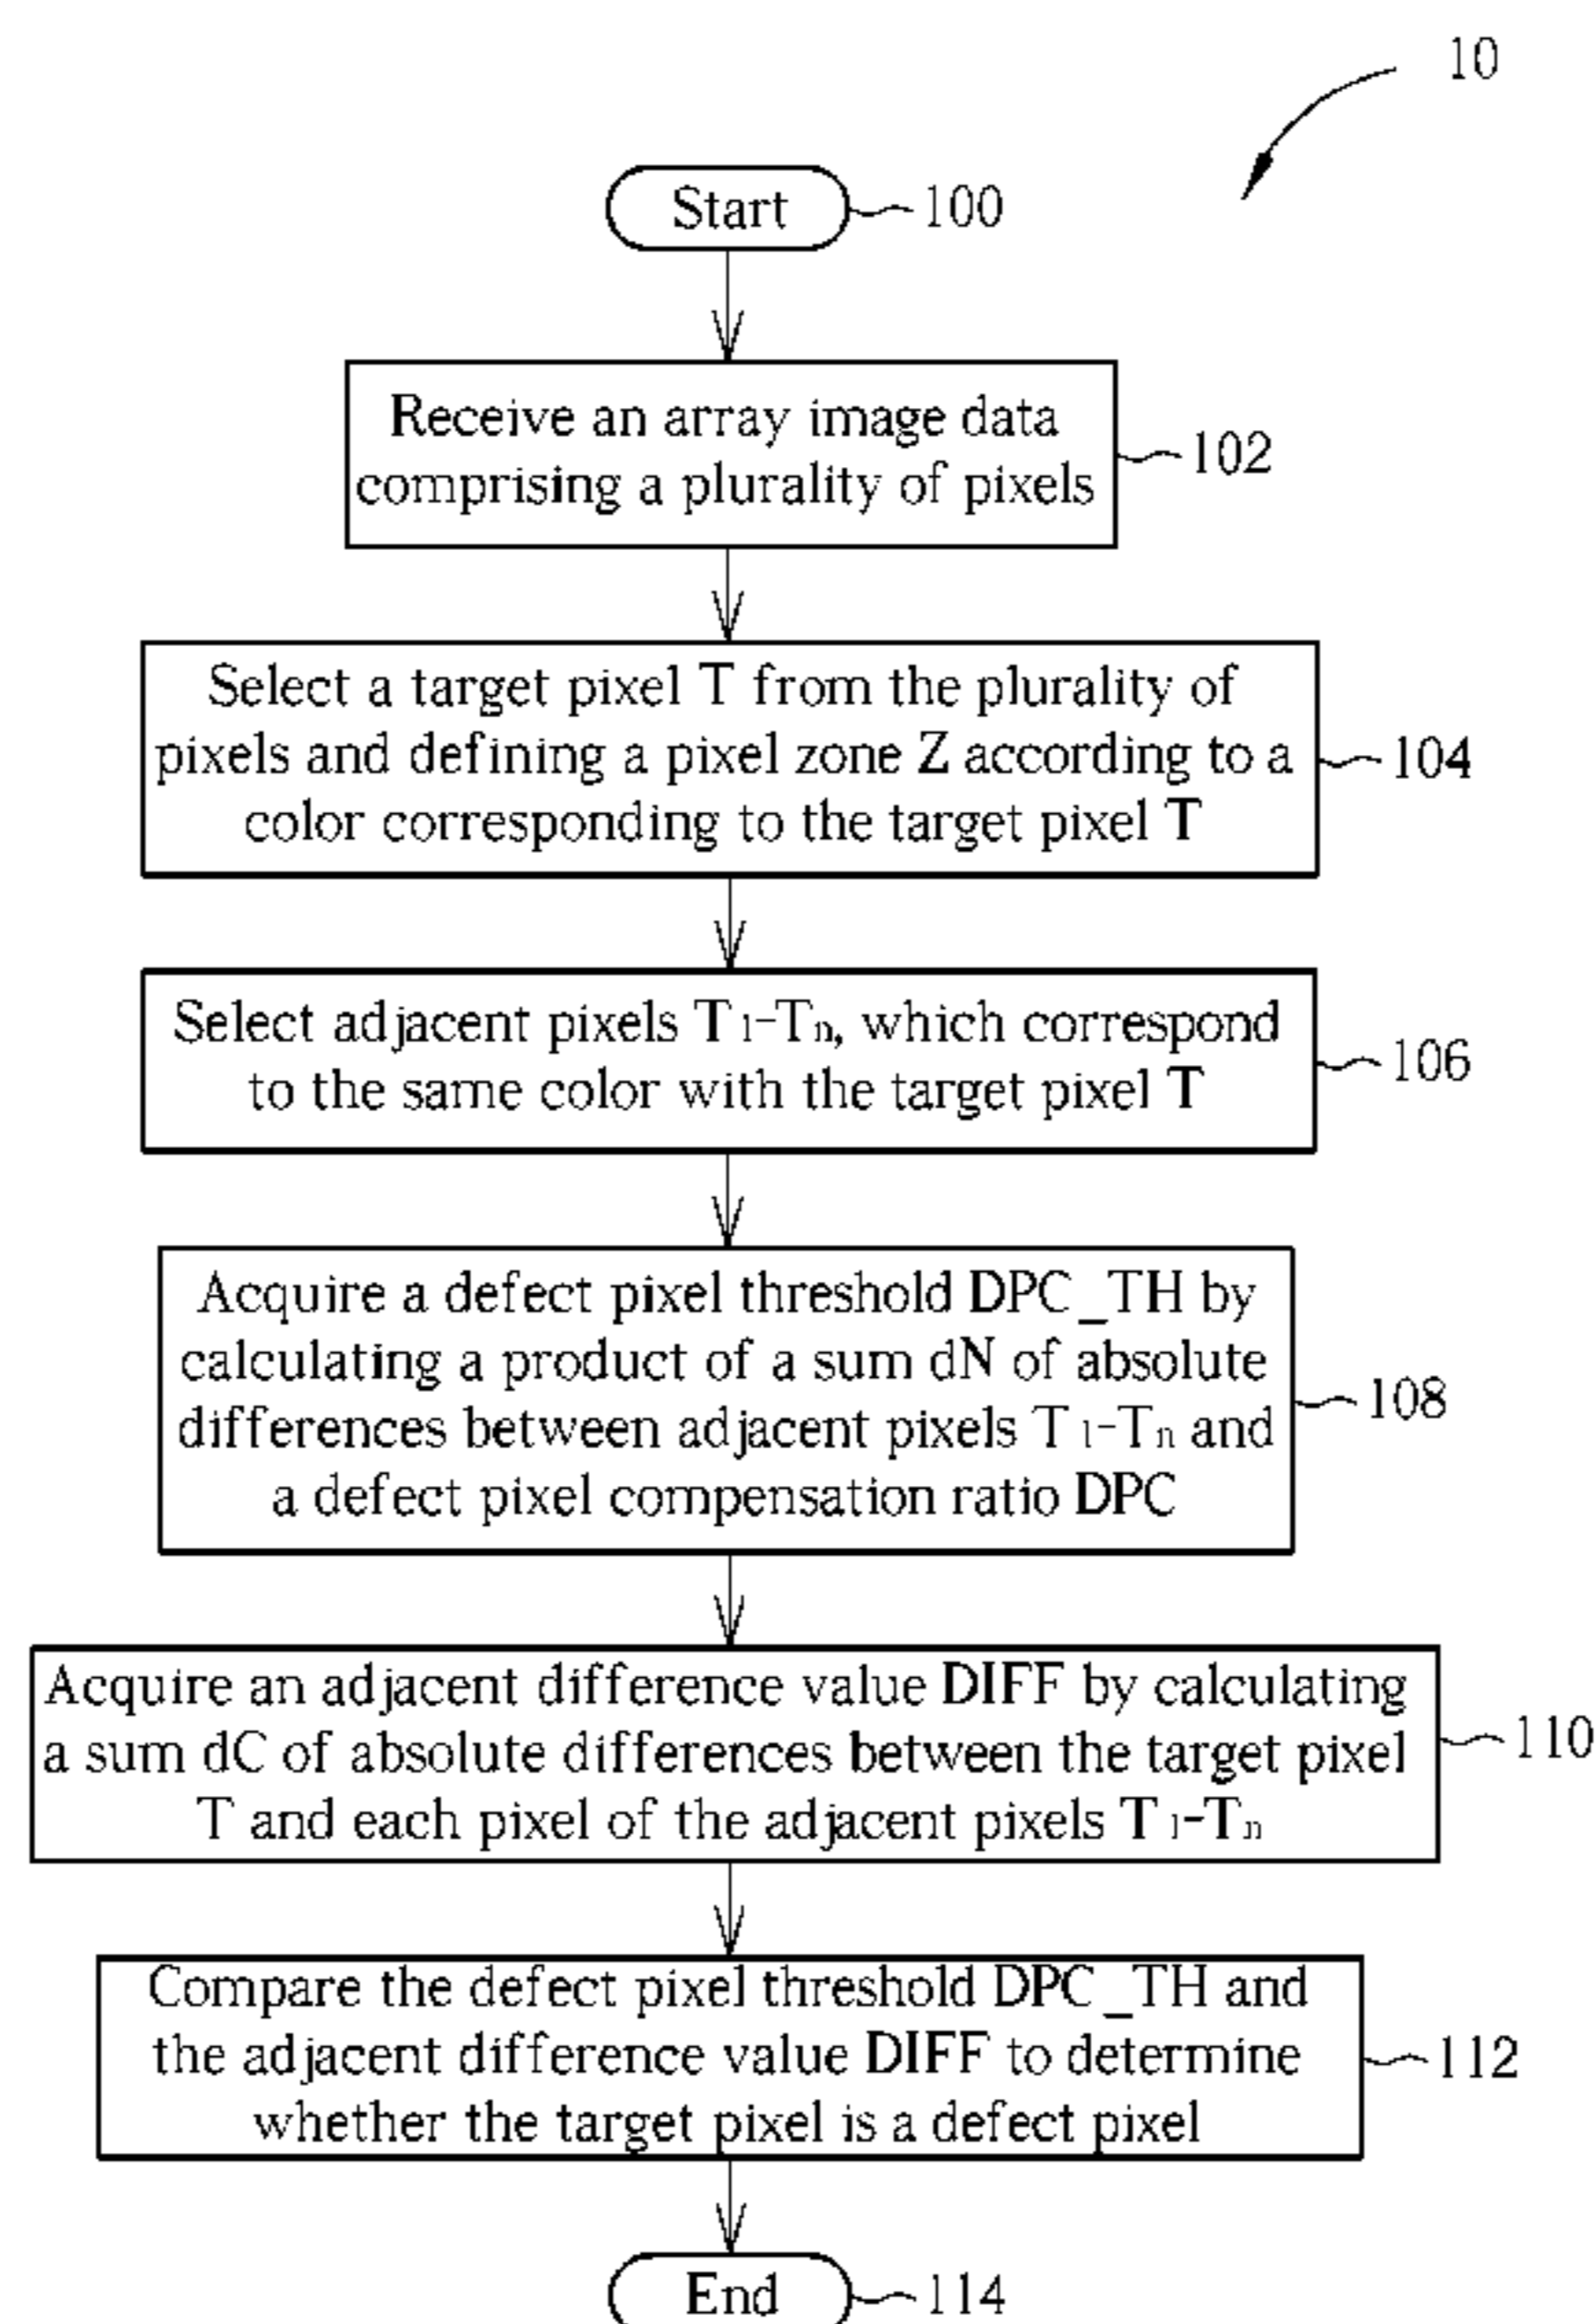 10
Start
100
Receive an array image data
comprising a plurality of pixels
102
Select a target pixel T from the plurality of
pixels and defining a pixel zone Z according to a
color corresponding to the target pixel T
104
Select adjacent pixels T1-Tn, which correspond
to the same color with the target pixel T
106
Acquire a defect pixel threshold DPC_TH by
calculating a product of a sum dN of absolute
differences between adjacent pixels T1-Tn and
a defect pixel compensation ratio DPC
108
Acquire an adjacent difference value DIFF by calculating
a sum dC of absolute differences between the target pixel
T and each pixel of the adjacent pixels T1-Tn
110
Compare the defect pixel threshold DPC_TH and
the adjacent difference value DIFF to determine
whether the target pixel is a defect pixel
112
End
114